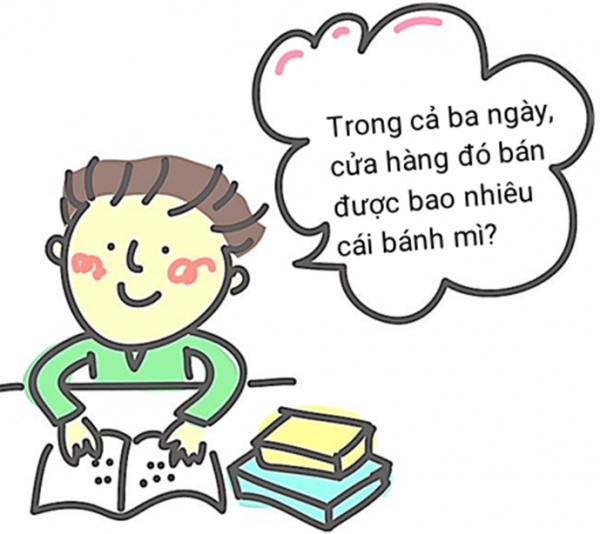 Trong cả ba ngày,
cửa hàng đó bán
được bao nhiêu
cái bánh mì?